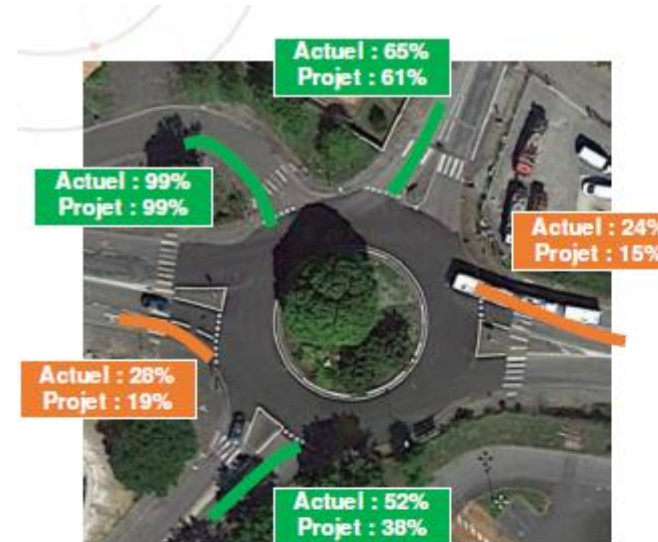 Actuel : 65%
Projet : 61%
Actuel : 99%
Projet : 99%
Actuel : 24%
Projet : 15%
Actuel : 28%
Projet : 19%
Actuel : 52%
Projet : 38%